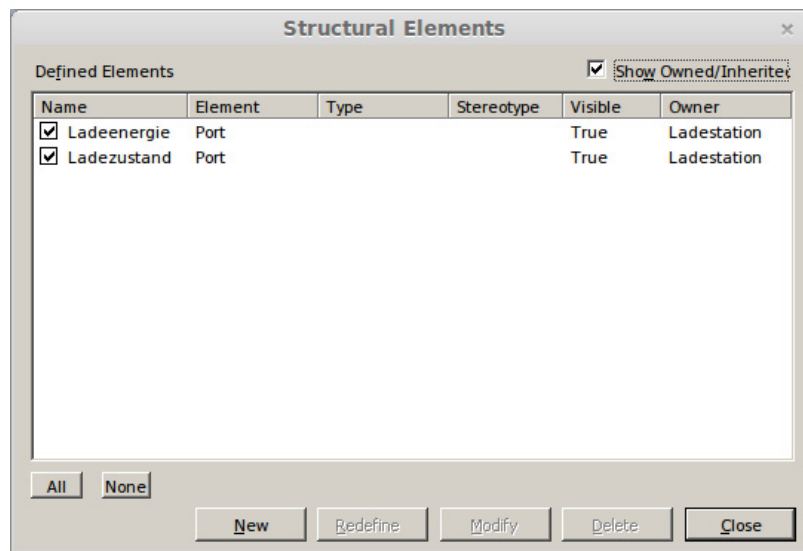 Structural Elements
Defined Elements Show Owned/Inherited
Name Element Type Stereotype Visible Owner
Ladeenergie Port True Ladestation
Ladezustand Port True Ladestation
All None
New Redefine Modify Delete Close